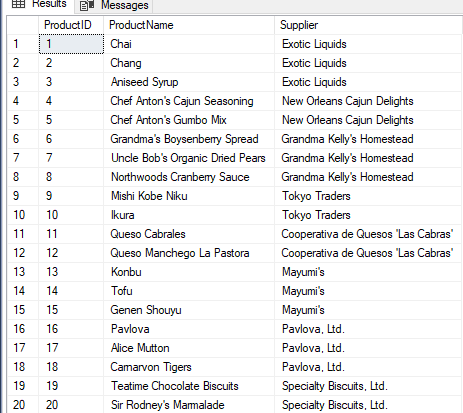 Results Messages
ProductID ProductName Supplier
1 1 Chai Exotic Liquids
2 2 Chang Exotic Liquids
3 3 Aniseed Syrup Exotic Liquids
4 4 Chef Anton's Cajun Seasoning New Orleans Cajun Delights
5 5 Chef Anton's Gumbo Mix New Orleans Cajun Delights
6 6 Grandma's Boysenberry Spread Grandma Kelly's Homestead
7 7 Uncle Bob's Organic Dried Pears Grandma Kelly's Homestead
8 8 Northwoods Cranberry Sauce Grandma Kelly's Homestead
9 9 Mishi Kobe Niku Tokyo Traders
10 10 Ikura Tokyo Traders
11 11 Queso Cabrales Cooperativa de Quesos 'Las Cabras'
12 12 Queso Manchego La Pastora Cooperativa de Quesos 'Las Cabras'
13 13 Konbu Mayumi's
14 14 Tofu Mayumi's
15 15 Genen Shouyu Mayumi's
16 16 Pavlova Pavlova, Ltd.
17 17 Alice Mutton Pavlova, Ltd.
18 18 Carnarvon Tigers Pavlova, Ltd.
19 19 Teatime Chocolate Biscuits Specialty Biscuits, Ltd.
20 20 Sir Rodney's Marmalade Specialty Biscuits, Ltd.